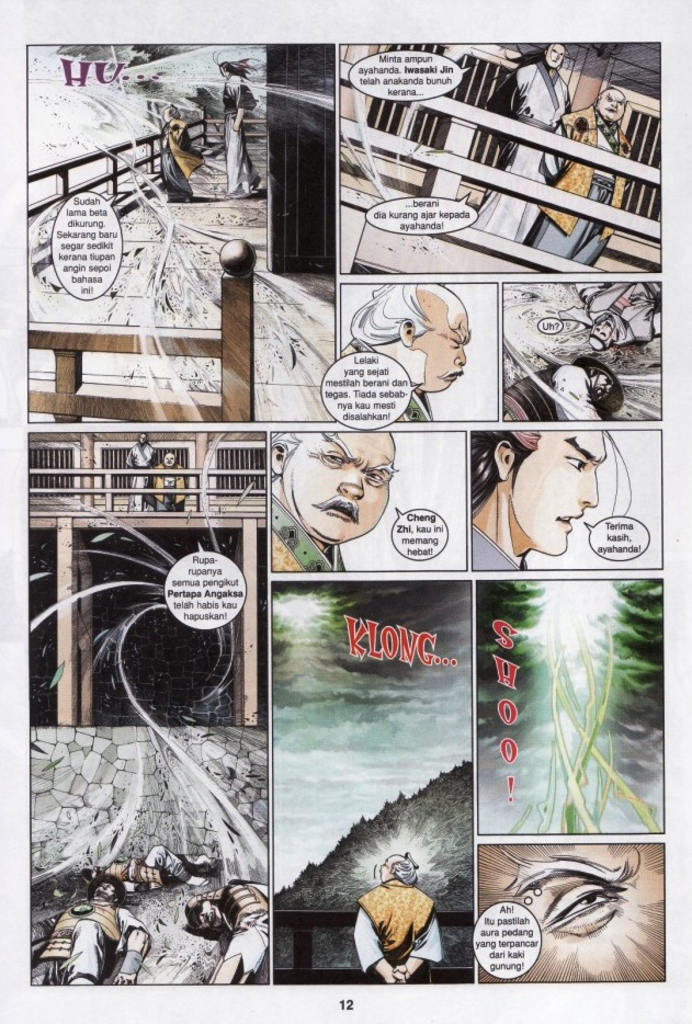 HU...
Sudah
lama beta
dikurung.
Sekarang baru
segar sedikit
kerana tiupan
angin sepoi
bahasa
ini!
Minta ampun
ayahanda. Iwasaki Jin
telah anakanda bunuh
kerana...
...berani
dia kurang ajar kepada
ayahanda!
Lelaki
yang sejati
mestilah berani dan
tegas. Tiada sebab-
nya kau mesti
dihalang!
Uh?
Rupa-
rupanya
semua pengikut
Pertapa Angaksa
telah habis kau
hapuskan!
Cheng
Zhi, kau ini
memang
hebat!
Terima
kasih,
ayahanda!
KLONG...
SHOO!
Ah!
Itu pastilah
aura pedang
yang terpancar
dari kaki
gunung!
12